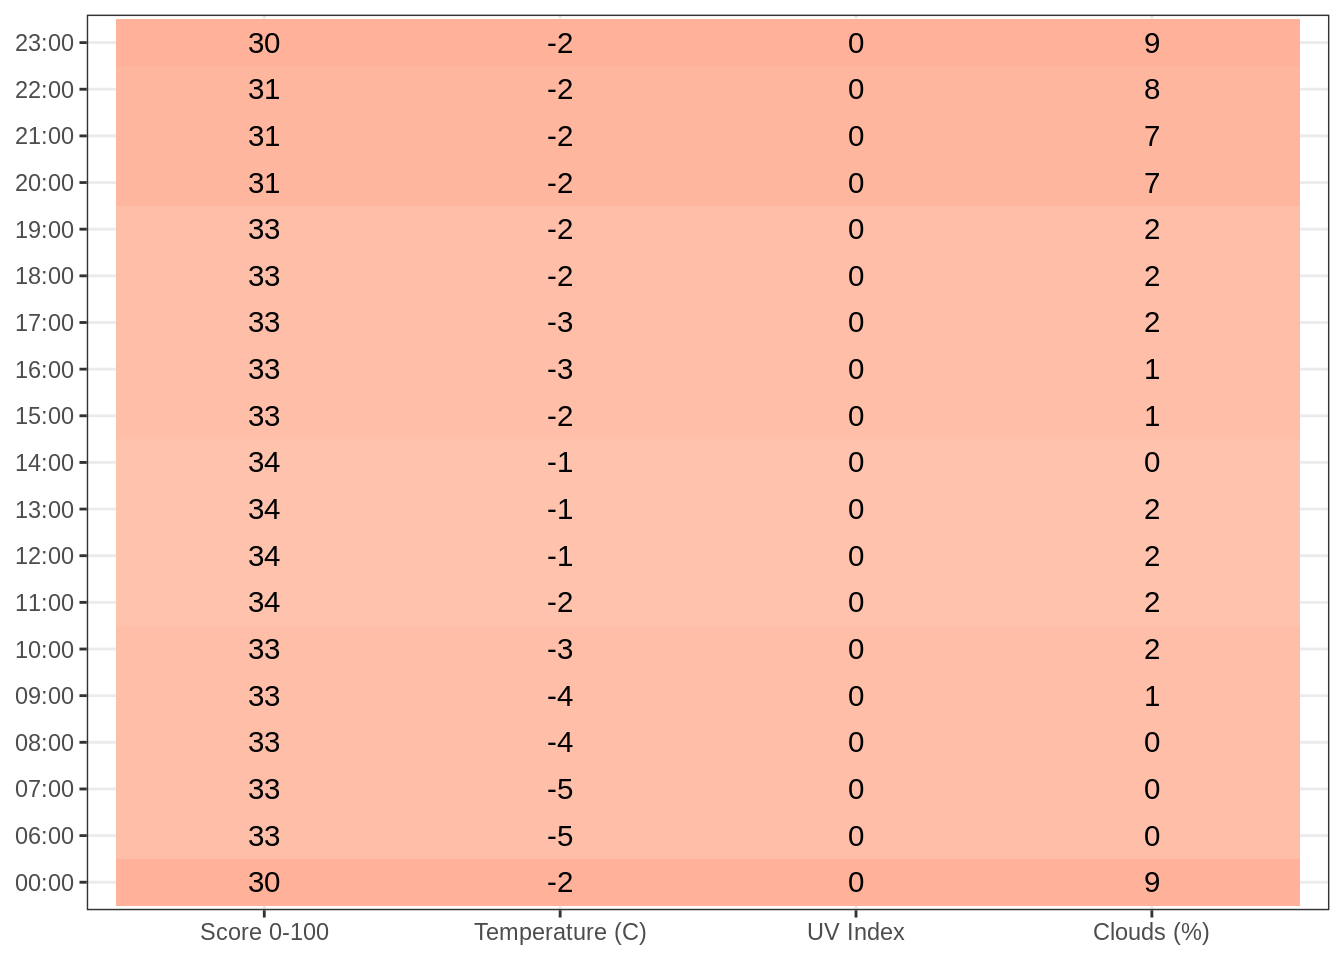 23:00 30 -2 0 9
22:00 31 -2 0 8
21:00 31 -2 0 7
20:00 31 -2 0 7
19:00 33 -2 0 2
18:00 33 -2 0 2
17:00 33 -3 0 2
16:00 33 -3 0 1
15:00 33 -2 0 1
14:00 34 -1 0 0
13:00 34 -1 0 2
12:00 34 -1 0 2
11:00 34 -2 0 2
10:00 33 -3 0 2
09:00 33 -4 0 1
08:00 33 -4 0 0
07:00 33 -5 0 0
06:00 33 -5 0 0
00:00 30 -2 0 9
Score 0-100 Temperature (C) UV Index Clouds (%)